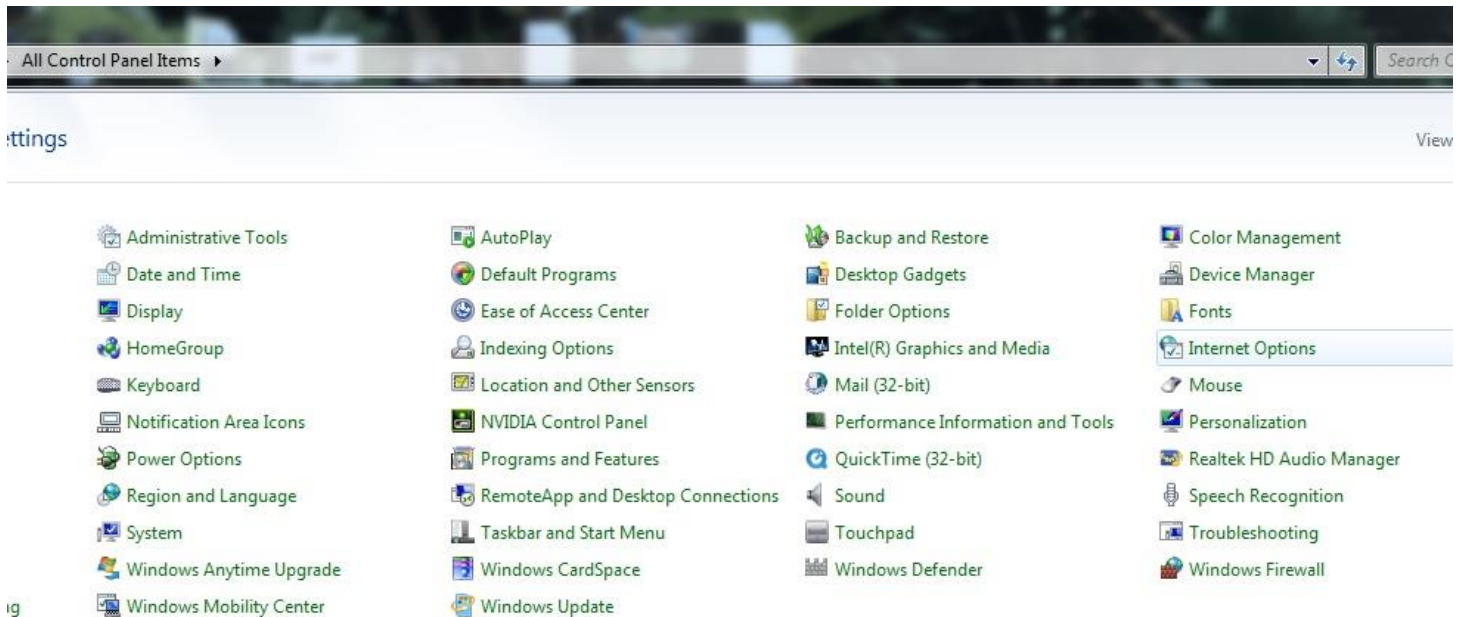 All Control Panel Items
Search C
ettings
View
Administrative Tools AutoPlay Backup and Restore Color Management
Date and Time Default Programs Desktop Gadgets Device Manager
Display Ease of Access Center Folder Options Fonts
HomeGroup Indexing Options Intel(R) Graphics and Media Internet Options
Keyboard Location and Other Sensors Mail (32-bit) Mouse
Notification Area Icons NVIDIA Control Panel Performance Information and Tools Personalization
Power Options Programs and Features QuickTime (32-bit) Realtek HD Audio Manager
Region and Language RemoteApp and Desktop Connections Sound Speech Recognition
System Taskbar and Start Menu Touchpad Troubleshooting
Windows Anytime Upgrade Windows CardSpace Windows Defender Windows Firewall
ng Windows Mobility Center Windows Update